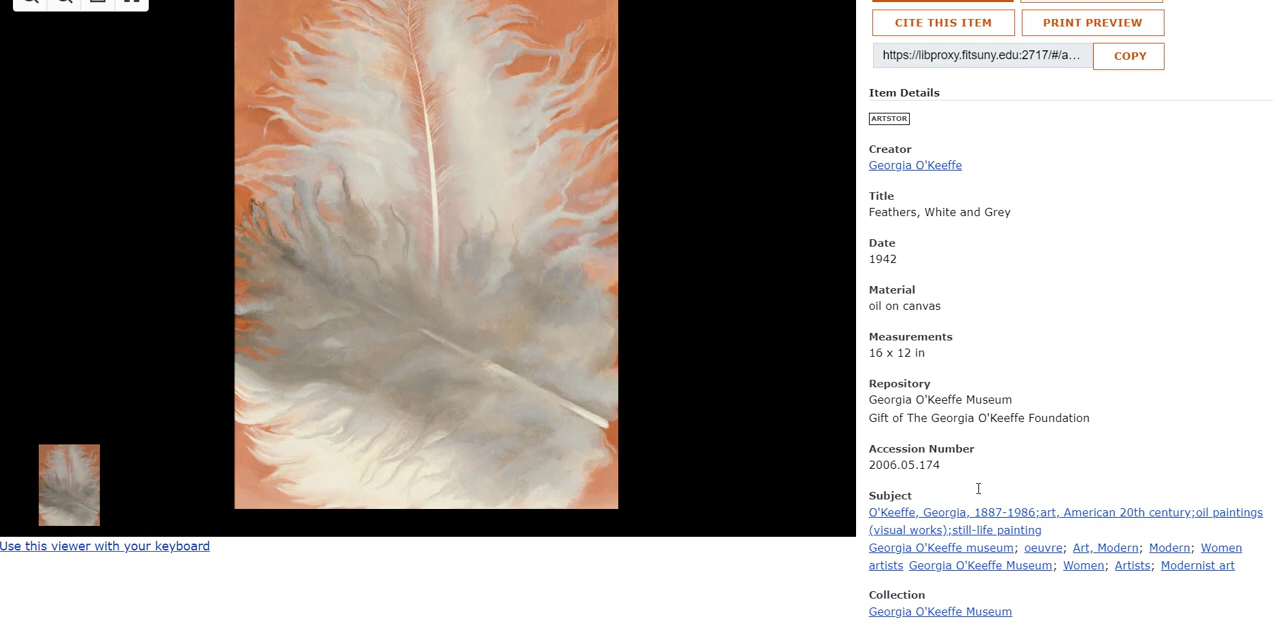 CITE THIS ITEM
PRINT PREVIEW
https://libproxy.fitsuny.edu:2717/#/a...
COPY
Item Details
ARTSTOR
Creator
Georgia O'Keeffe
Title
Feathers, White and Grey
Date
1942
Material
oil on canvas
Measurements
16 x 12 in
Repository
Georgia O'Keeffe Museum
Gift of The Georgia O'Keeffe Foundation
Accession Number
2006.05.174
Subject
O'Keeffe, Georgia, 1887-1986;art, American 20th century;oil paintings
(visual works);still-life painting
Georgia O'Keeffe museum; oeuvre; Art, Modern; Modern; Women
artists Georgia O'Keeffe Museum; Women; Artists; Modernist art
Collection
Georgia O'Keeffe Museum
Use this viewer with your keyboard